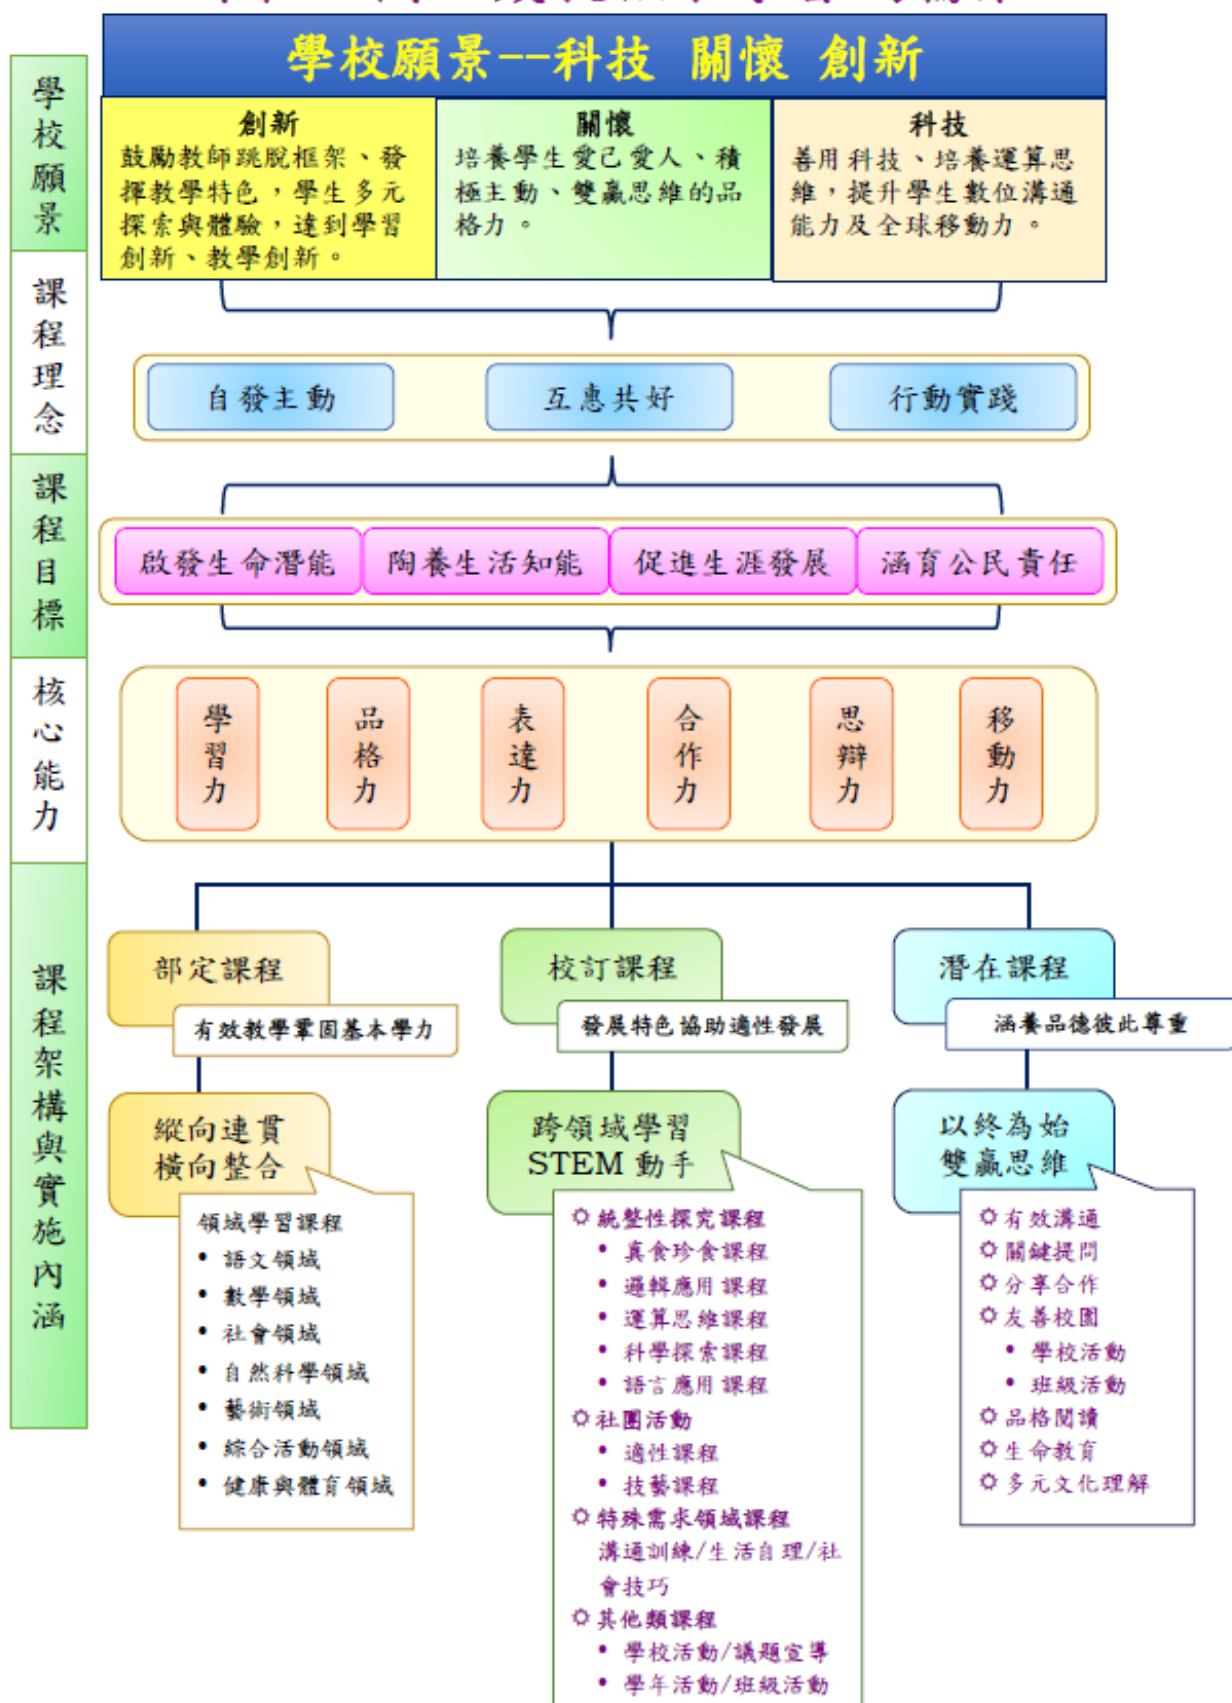 學校願景
學校願景--科技 關懷 創新
創新
鼓勵教師跳脫框架、發
揮教學特色，學生多元
探索與體驗，達到學習
創新、教學創新。
關懷
培養學生愛己愛人、積
極主動、雙贏思維的品
格力。
科技
善用科技、培養運算思
維，提升學生數位溝通
能力及全球移動力。
課程理念
自發主動
互惠共好
行動實踐
課程目標
啟發生命潛能
陶養生活知能
促進生涯發展
涵育公民責任
核心能力
學習力
品格力
表達力
合作力
思辯力
移動力
課程架構與實施內涵
部定課程
有效教學鞏固基本學力
縱向連貫
橫向整合
領域學習課程
• 語文領域
• 數學領域
• 社會領域
• 自然科學領域
• 藝術領域
• 綜合活動領域
• 健康與體育領域
校訂課程
發展特色協助適性發展
跨領域學習
STEM 動手
統整性探究課程
• 真食珍食課程
• 邏輯應用課程
• 運算思維課程
• 科學探索課程
• 語言應用課程
社團活動
• 適性課程
• 技藝課程
特殊需求領域課程
溝通訓練/生活自理/社
會技巧
其他類課程
• 學校活動/議題宣導
• 學年活動/班級活動
潛在課程
涵養品德彼此尊重
以終為始
雙贏思維
有效溝通
關鍵提問
分享合作
友善校園
• 學校活動
• 班級活動
品格閱讀
生命教育
多元文化理解